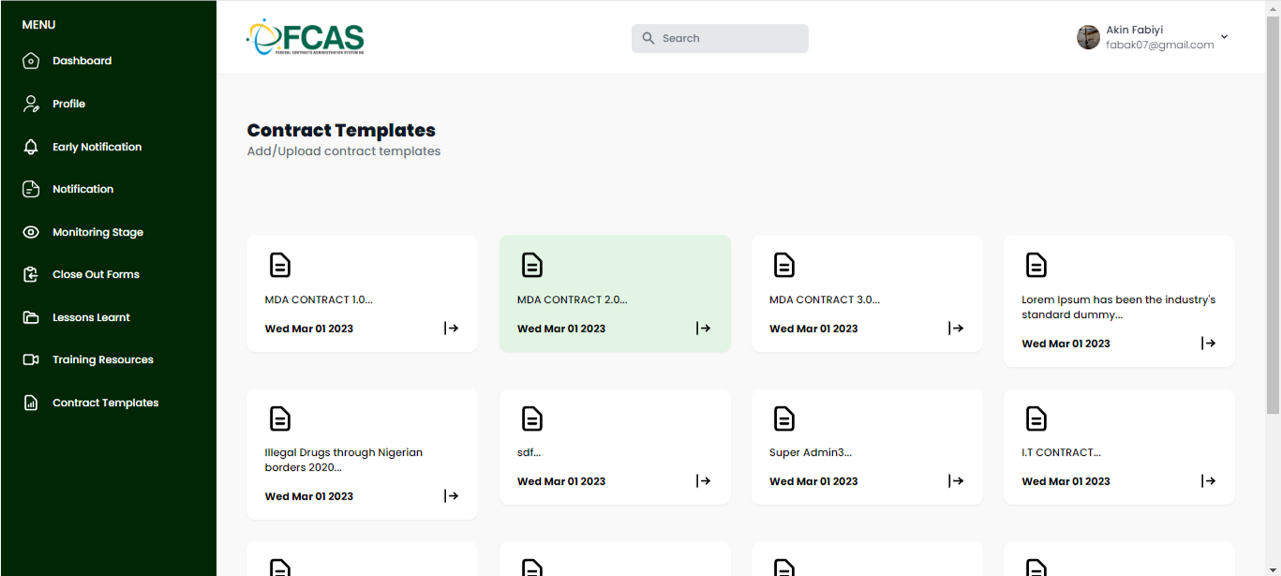 MENU
Dashboard
Profile
Early Notification
Notification
Monitoring Stage
Close Out Forms
Lessons Learnt
Training Resources
Contract Templates
FCAS
FEDERAL CONTRACTS ADMINISTRATION SYSTEM
Search
Akin Fabiyi
fabak07@gmail.com
Contract Templates
Add/Upload contract templates
MDA CONTRACT 1.0...
Wed Mar 01 2023
MDA CONTRACT 2.0...
Wed Mar 01 2023
MDA CONTRACT 3.0...
Wed Mar 01 2023
Lorem Ipsum has been the industry's
standard dummy...
Wed Mar 01 2023
Illegal Drugs through Nigerian
borders 2020...
Wed Mar 01 2023
sdf...
Wed Mar 01 2023
Super Admin3...
Wed Mar 01 2023
I.T CONTRACT...
Wed Mar 01 2023